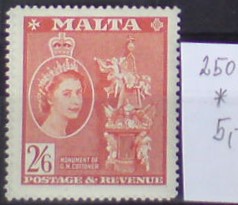 MALTA
2/6
MONUMENT OF
G.M. COTONER
POSTAGE & REVENUE
250
*
5,-